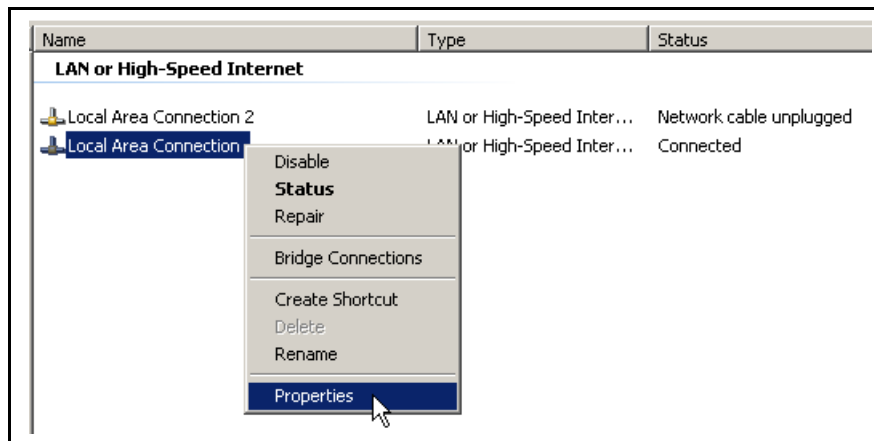 Name Type Status
LAN or High-Speed Internet
Local Area Connection 2 LAN or High-Speed Inter... Network cable unplugged
Local Area Connection LAN or High-Speed Inter... Connected
Disable
Status
Repair
Bridge Connections
Create Shortcut
Delete
Rename
Properties